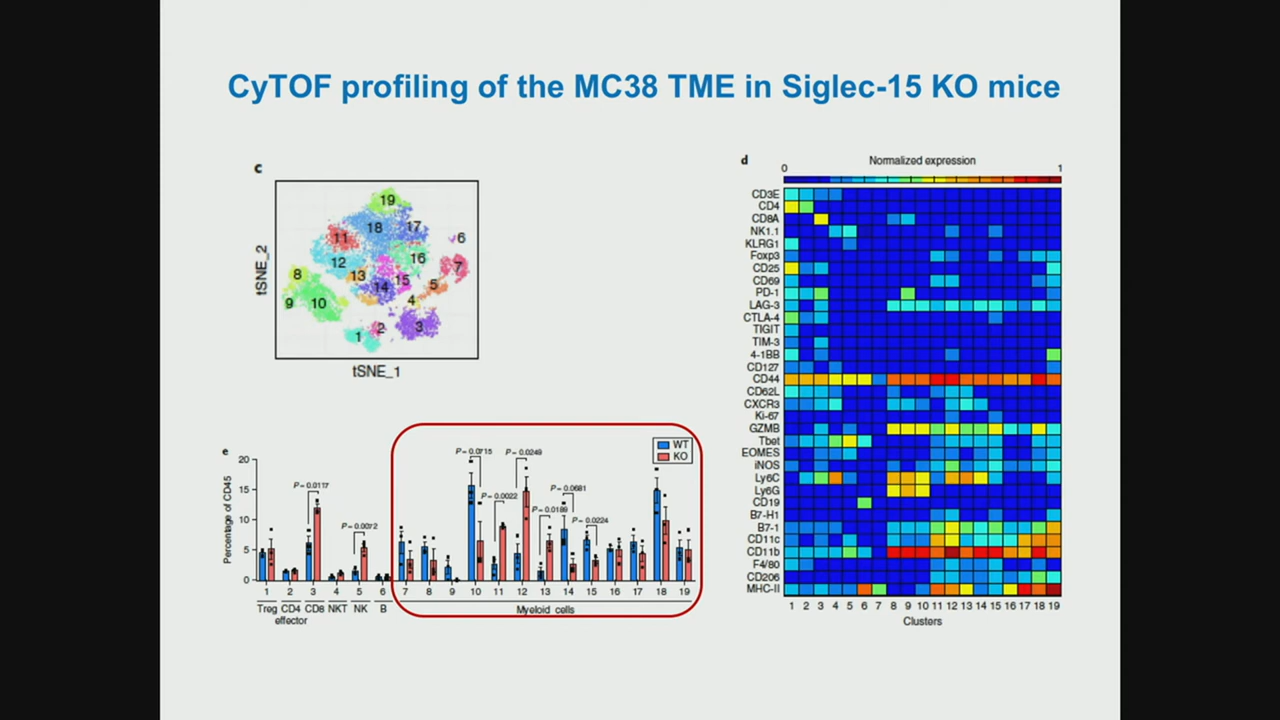 CyTOF profiling of the MC38 TME in Siglec-15 KO mice
c
19
18
17
11
6
16
12
7
8
13
15
5
14
9
10
4
2
3
1
tSNE_2
tSNE_1
d
0
Normalized expression
1
CD3E
CD4
CD8A
NK1.1
KLRG1
Foxp3
CD25
CD69
PD-1
LAG-3
CTLA-4
TIGIT
TIM-3
4-1BB
CD127
CD44
CD62L
CXCR3
Ki-67
GZMB
Tbet
EOMES
iNOS
Ly6C
Ly6G
CD19
B7-H1
B7-1
CD11c
CD11b
F4/80
CD206
MHC-II
1 2 3 4 5 6 7 8 9 10 11 12 13 14 15 16 17 18 19
Clusters
e
Percentage of CD45
20
15
10
5
0
WT
KO
P = 0.0117
P = 0.0072
P = 0.0715
P = 0.0022
P = 0.0249
P = 0.0189
P = 0.0681
P = 0.0224
1 2 3 4 5 6 7 8 9 10 11 12 13 14 15 16 17 18 19
Treg CD4 CD8 NKT NK B Myeloid cells
effector